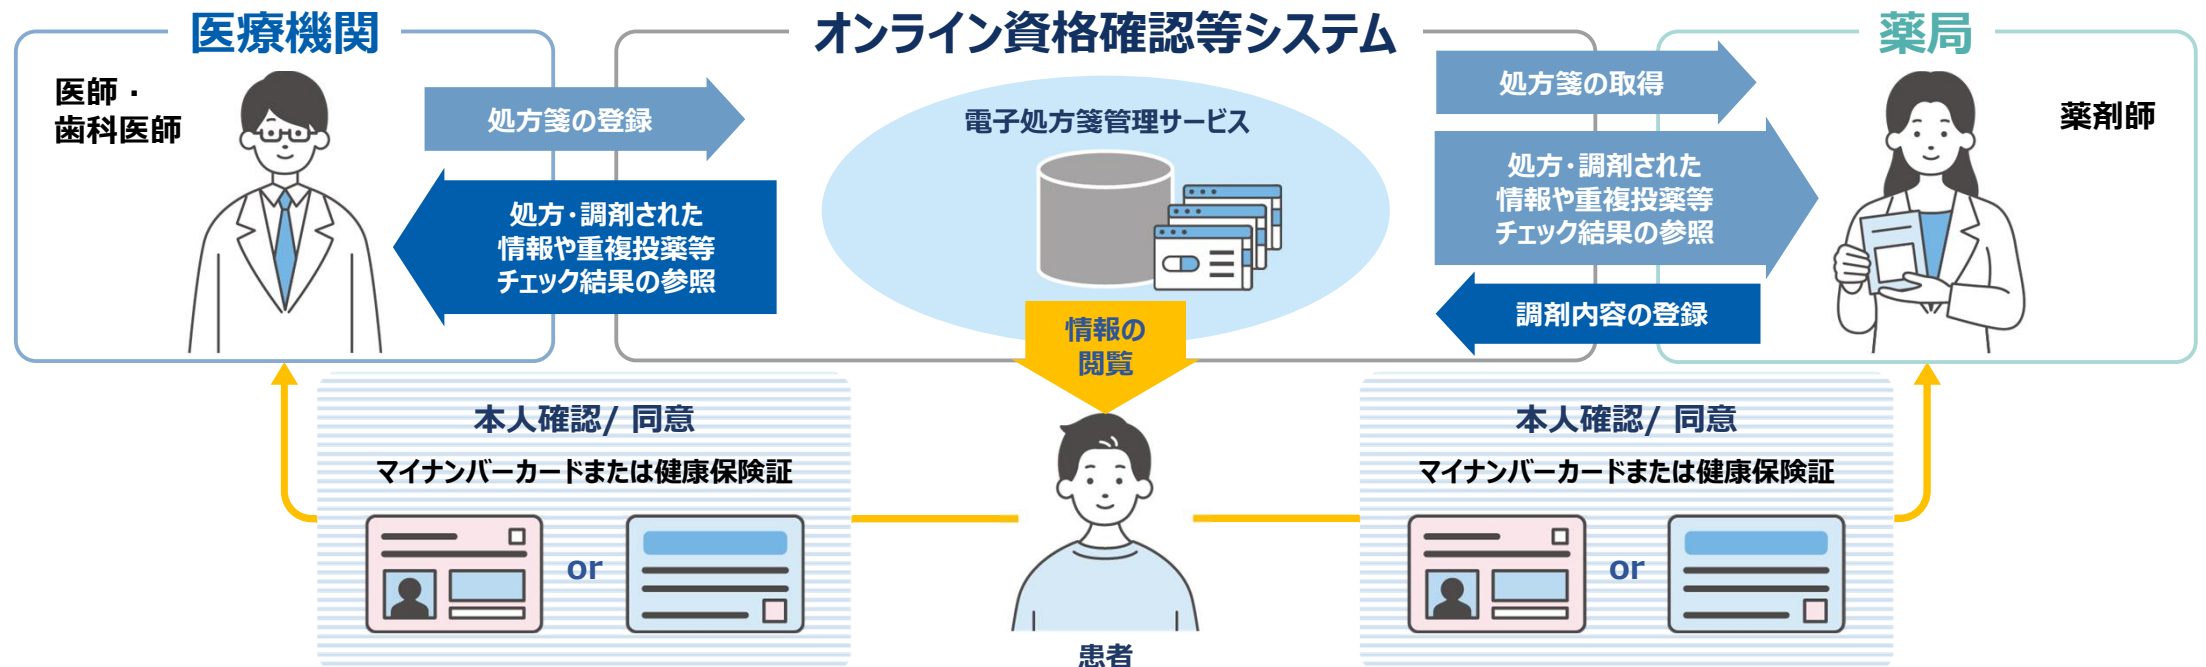 医療機関
医師・
歯科医師
処方箋の登録
処方・調剤された
情報や重複投薬等
チェック結果の参照
オンライン資格確認等システム
電子処方箋管理サービス
情報の
閲覧
薬局
薬剤師
処方箋の取得
処方・調剤された
情報や重複投薬等
チェック結果の参照
調剤内容の登録
本人確認/ 同意
マイナンバーカードまたは健康保険証
or
患者
本人確認/ 同意
マイナンバーカードまたは健康保険証
or